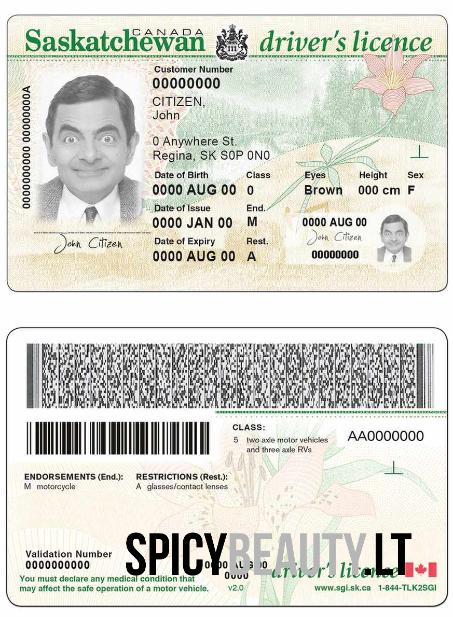 CANADA
Saskatchewan driver's licence
Customer Number
00000000
CITIZEN,
John
0 Anywhere St.
Regina, SK S0P 0N0
0000000000 00000000A
Date of Birth Class Eyes Height Sex
0000 AUG 00 0 Brown 000 cm F
Date of Issue End.
0000 JAN 00 M
Date of Expiry Rest.
0000 AUG 00 A
John Citizen
0000 AUG 00
John Citizen
00000000
CLASS:
5 two axle motor vehicles
and three axle RVs
AA0000000
ENDORSEMENTS (End.): RESTRICTIONS (Rest.):
M motorcycle A glasses/contact lenses
Validation Number
0000000000
0000 AUG 00
0000
SPICYBEAUTY.LT
driver's licence
You must declare any medical condition that
may affect the safe operation of a motor vehicle. v2.0 www.sgi.sk.ca 1-844-TLK2SGI